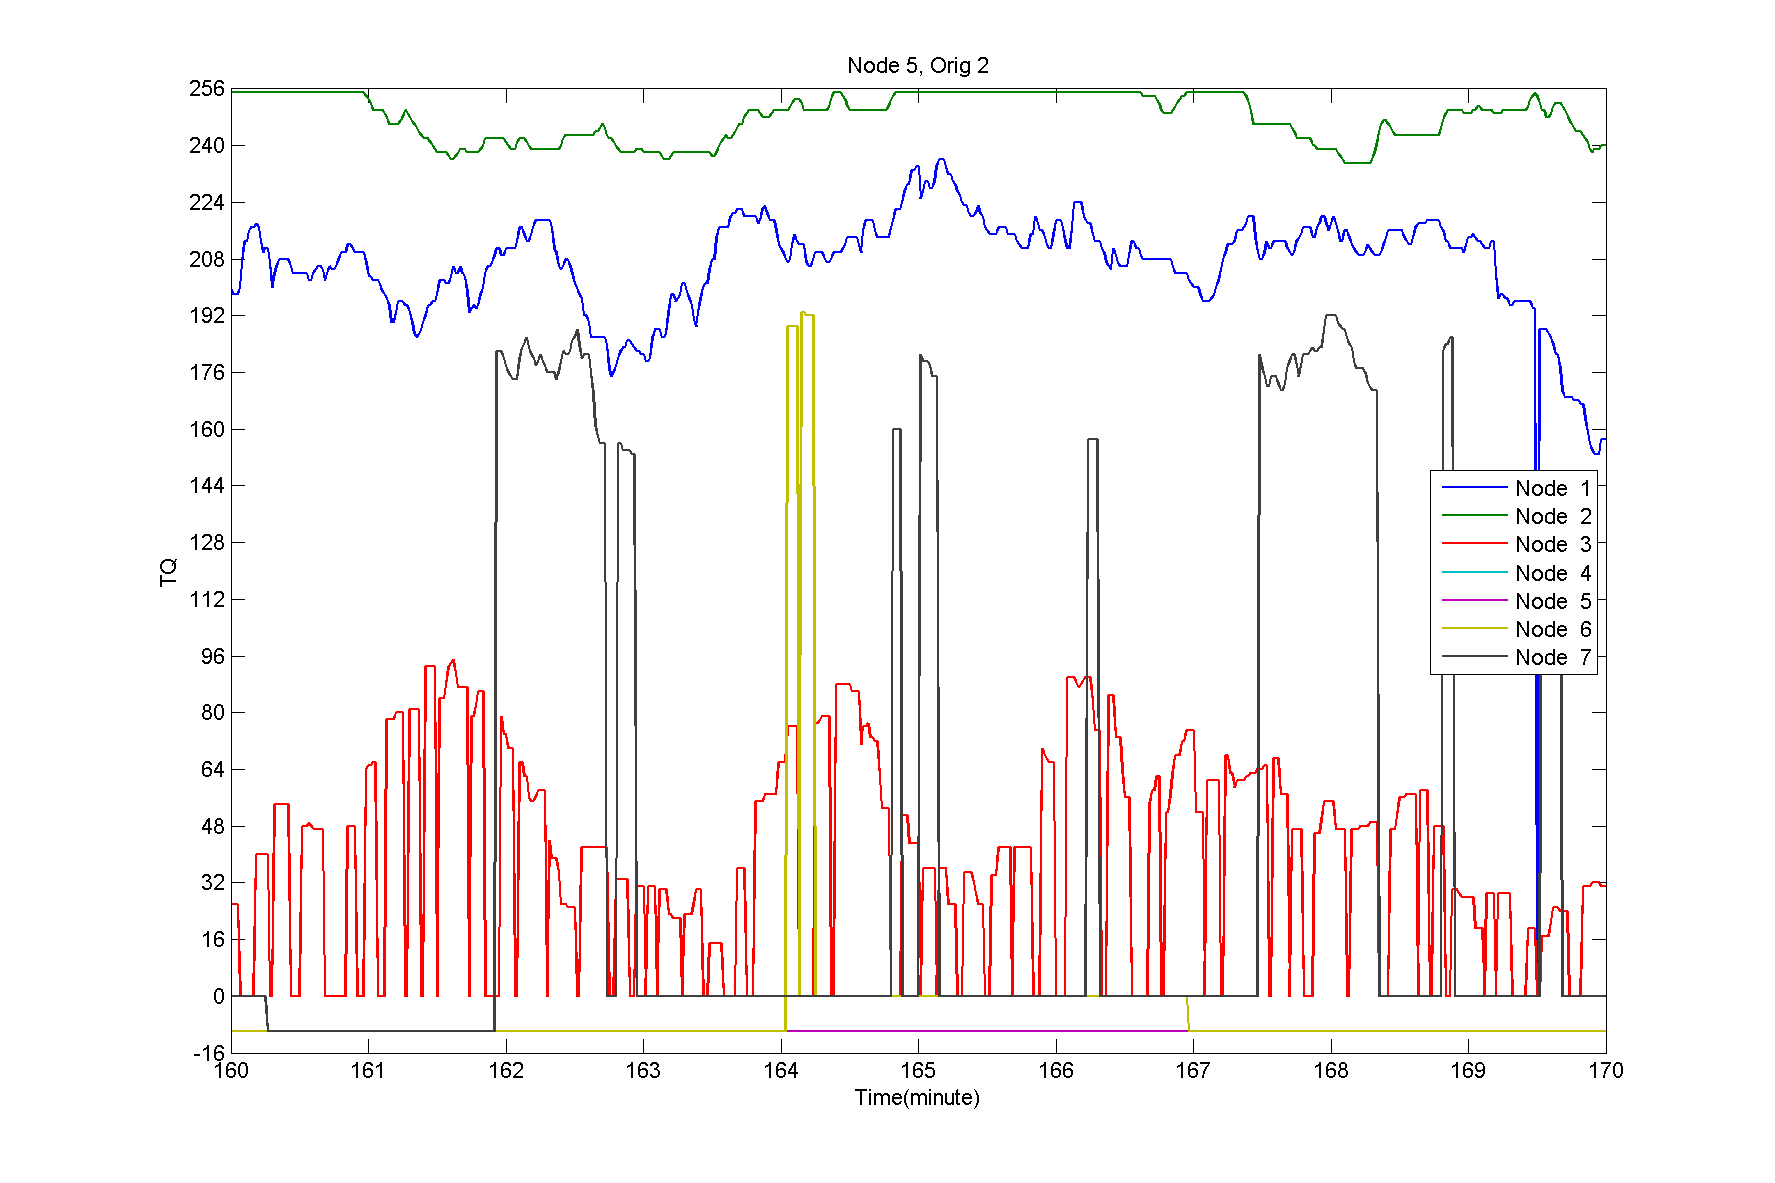 Node 5, Orig 2
256
240
224
208
192
176
160
144
128
112
96
80
64
48
32
16
0
-16
TQ
Node 1
Node 2
Node 3
Node 4
Node 5
Node 6
Node 7
160 161 162 163 164 165 166 167 168 169 170
Time(minute)